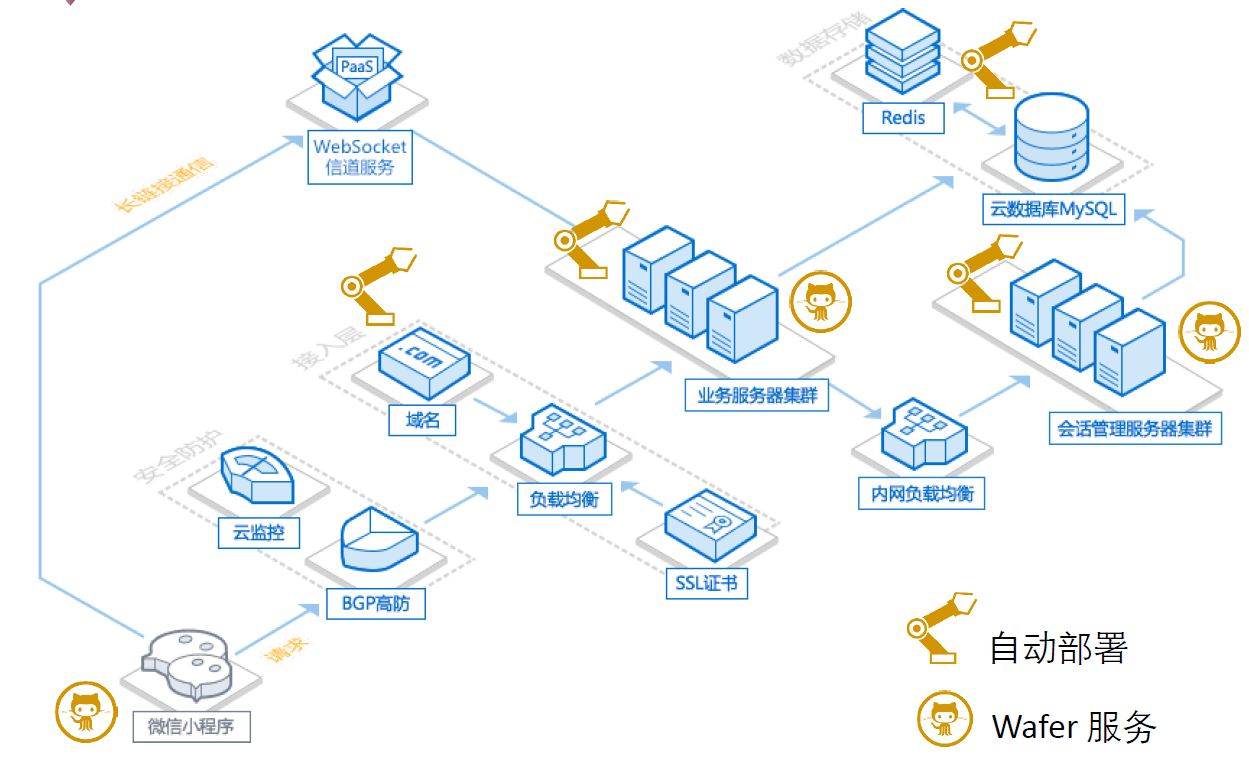 数据存储
PaaS
Redis
WebSocket
信道服务
长链接通信
云数据库MySQL
接入层
.com
域名
业务服务器集群
会话管理服务器集群
安全防护
负载均衡
内网负载均衡
云监控
SSL证书
BGP高防
请求
自动部署
微信小程序
Wafer 服务